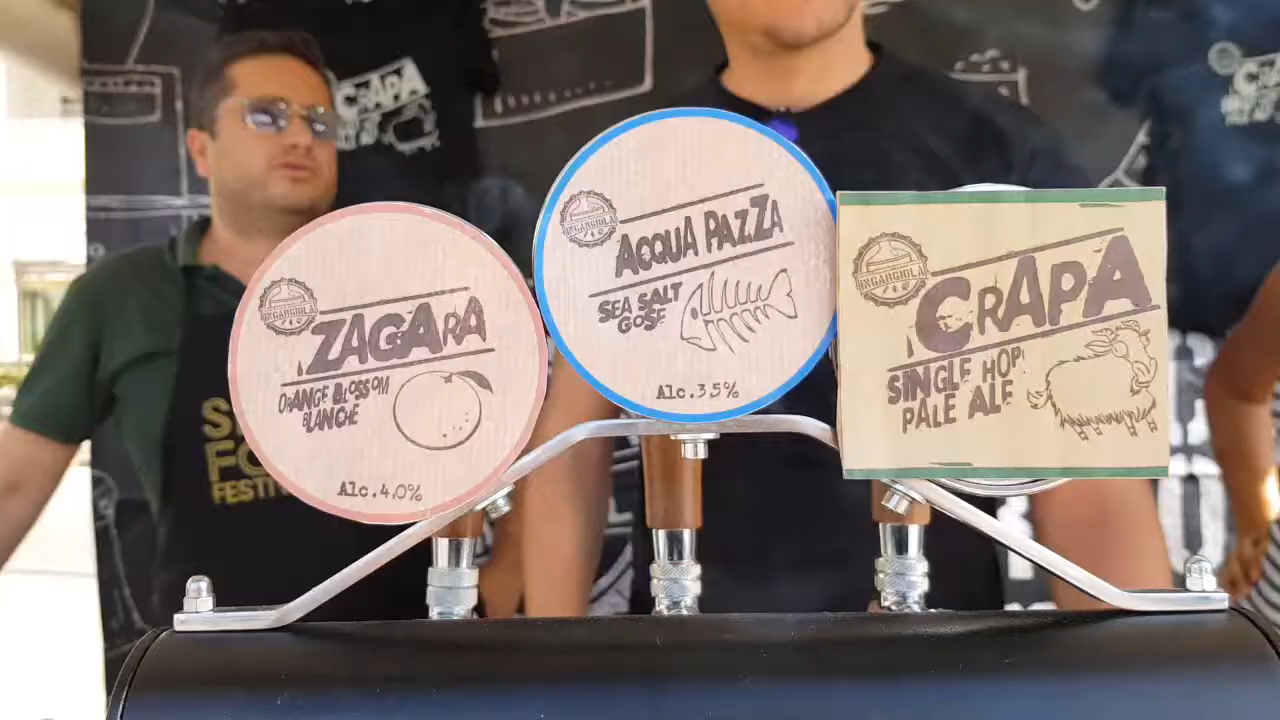 INGARGIOLA
ZAGARA
ORANGE BLOSSOM
BLANCHE
Alc.4.0%
INGARGIOLA
ACQUA PAZZA
SEA SALT
GOSE
Alc.3.5%
INGARGIOLA
CRAPA
SINGLE HOP
PALE ALE
CRAPA
FESTIV